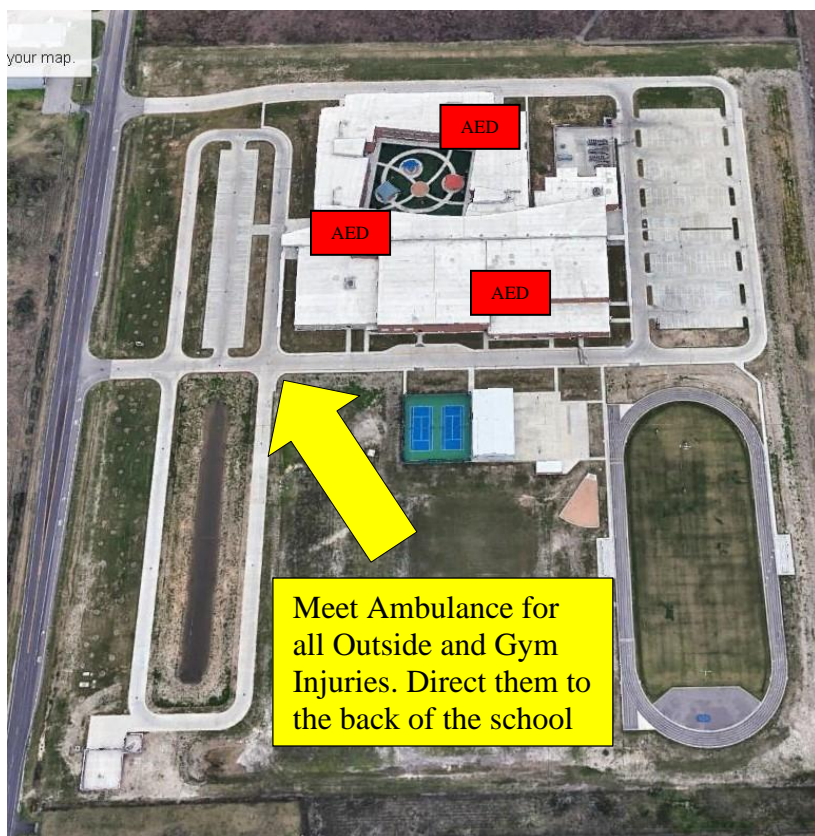 your map.
AED
AED
AED
Meet Ambulance for
all Outside and Gym
Injuries. Direct them to
the back of the school